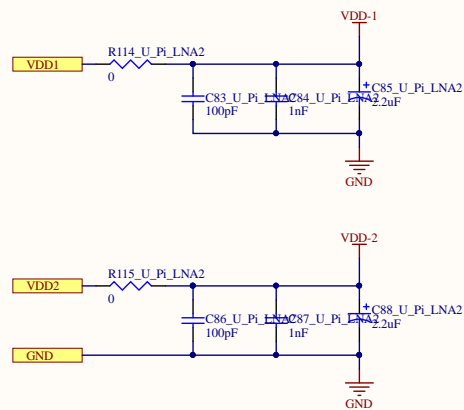 VDD-1
R114_U_Pi_LNA2
VDD1
0
C83_U_Pi_LNA2
C84_U_Pi_LNA2
C85_U_Pi_LNA2
100pF
1nF
2.2uF
GND
VDD-2
R115_U_Pi_LNA2
VDD2
0
C86_U_Pi_LNA2
C87_U_Pi_LNA2
C88_U_Pi_LNA2
100pF
1nF
2.2uF
GND
GND